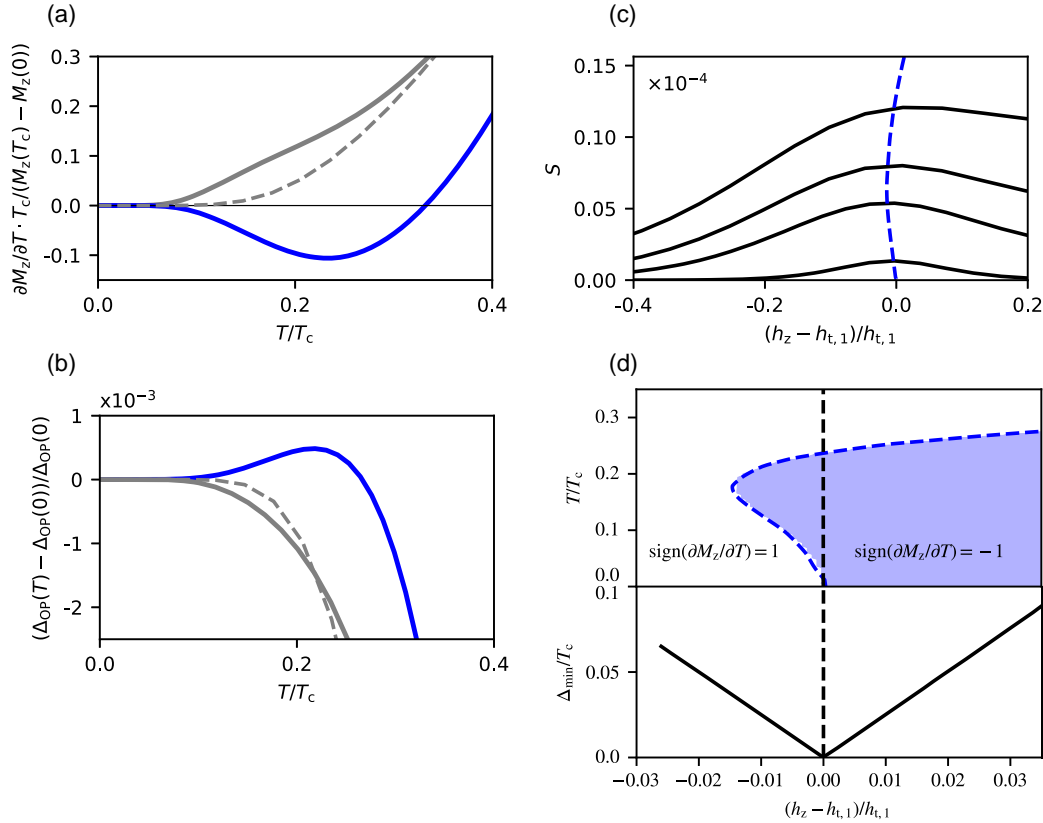 (a)
∂M_z/∂T · T_c/(M_z(T_c) − M_z(0))
0.3
0.2
0.1
0.0
-0.1
0.0
0.2
0.4
T/T_c
(b)
x10⁻³
(Δ_OP(T) − Δ_OP(0))/Δ_OP(0)
1
0
-1
-2
0.0
0.2
0.4
T/T_c
(c)
×10⁻⁴
S
0.15
0.10
0.05
0.00
-0.4
-0.2
0.0
0.2
(h_z − h_t,1)/h_t,1
(d)
T/T_c
0.3
0.2
0.1
0.0
sign(∂M_z/∂T) = 1
sign(∂M_z/∂T) = −1
Δ_min/T_c
0.1
0.05
0.0
−0.03
−0.02
−0.01
0.00
0.01
0.02
0.03
(h_z − h_t,1)/h_t,1